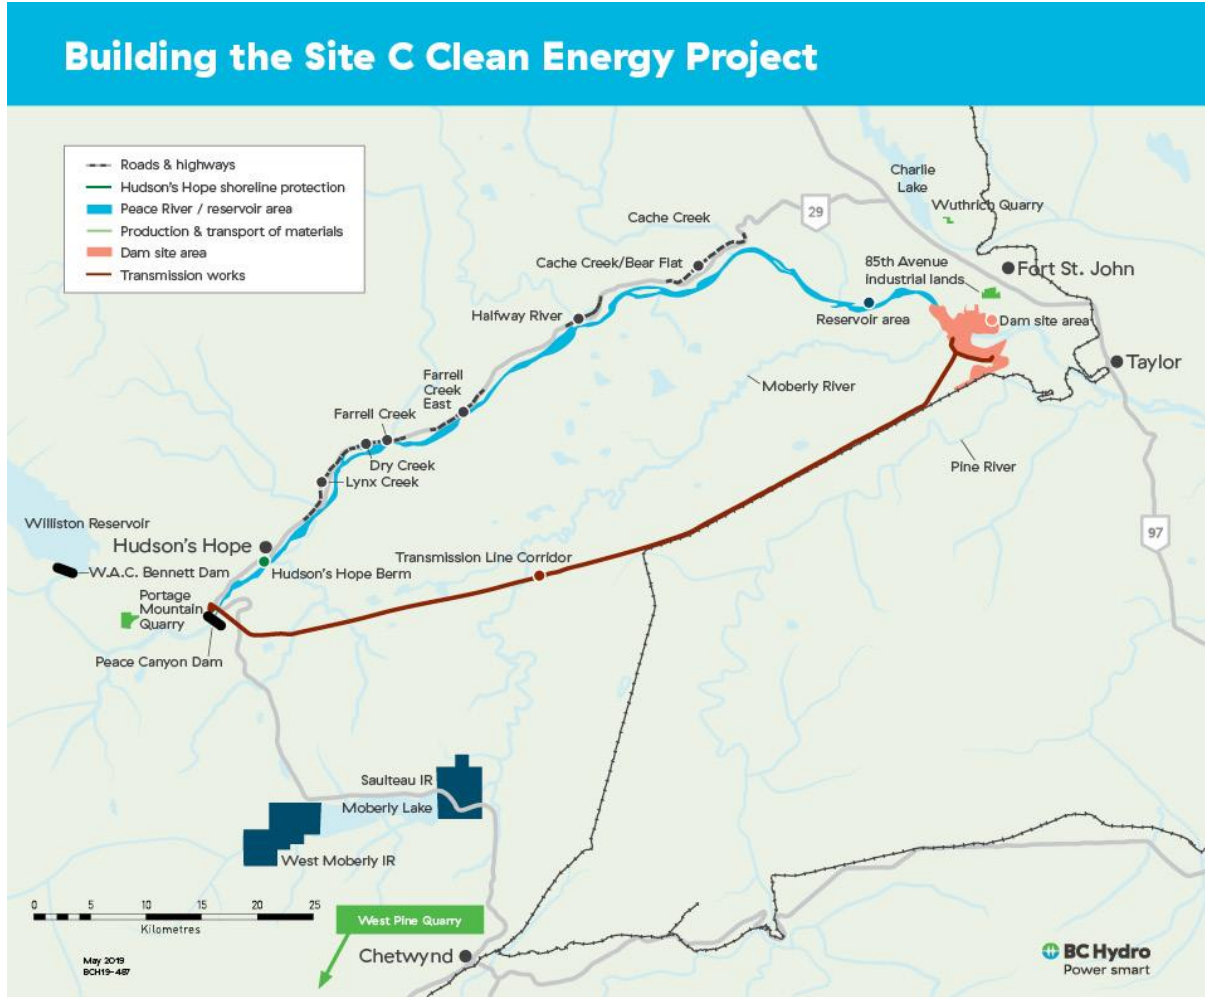 Building the Site C Clean Energy Project
Roads & highways
Hudson's Hope shoreline protection
Peace River / reservoir area
Production & transport of materials
Dam site area
Transmission works
Charlie
Lake
Wuthrich Quarry
29
Cache Creek
Cache Creek/Bear Flat
85th Avenue
industrial lands
Fort St. John
Halfway River
Reservoir area
Dam site area
Taylor
Farrell
Creek
East
Moberly River
Farrell Creek
Dry Creek
Lynx Creek
Pine River
Williston Reservoir
Hudson's Hope
97
Transmission Line Corridor
W.A.C. Bennett Dam
Hudson's Hope Berm
Portage
Mountain
Quarry
Peace Canyon Dam
Saulteau IR
Moberly Lake
West Moberly IR
0 5 10 15 20 25
Kilometres
West Pine Quarry
Chetwynd
May 2019
BCH19-487
BC Hydro
Power smart